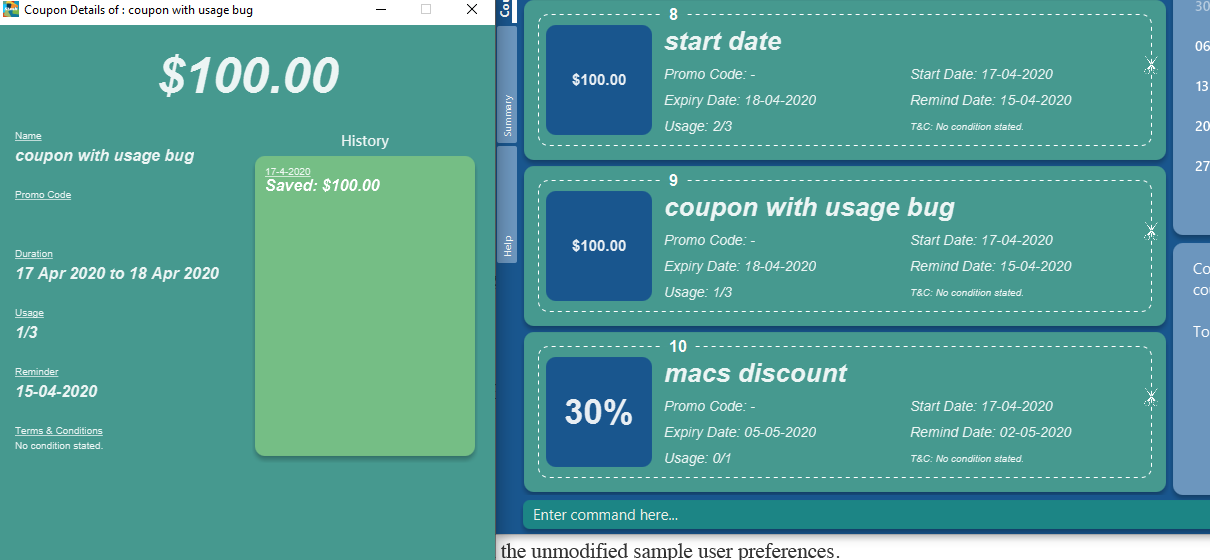 Coupon Details of : coupon with usage bug
$100.00
Name
coupon with usage bug
Promo Code
Duration
17 Apr 2020 to 18 Apr 2020
Usage
1/3
Reminder
15-04-2020
Terms & Conditions
No condition stated.
History
17-4-2020
Saved: $100.00
Summary
Help
8
start date
$100.00
Promo Code: -
Start Date: 17-04-2020
Expiry Date: 18-04-2020
Remind Date: 15-04-2020
Usage: 2/3
T&C: No condition stated.
9
coupon with usage bug
$100.00
Promo Code: -
Start Date: 17-04-2020
Expiry Date: 18-04-2020
Remind Date: 15-04-2020
Usage: 1/3
T&C: No condition stated.
10
macs discount
30%
Promo Code: -
Start Date: 17-04-2020
Expiry Date: 05-05-2020
Remind Date: 02-05-2020
Usage: 0/1
T&C: No condition stated.
Enter command here...
30
06
13
20
27
Co
cou
To
the unmodified sample user preferences.